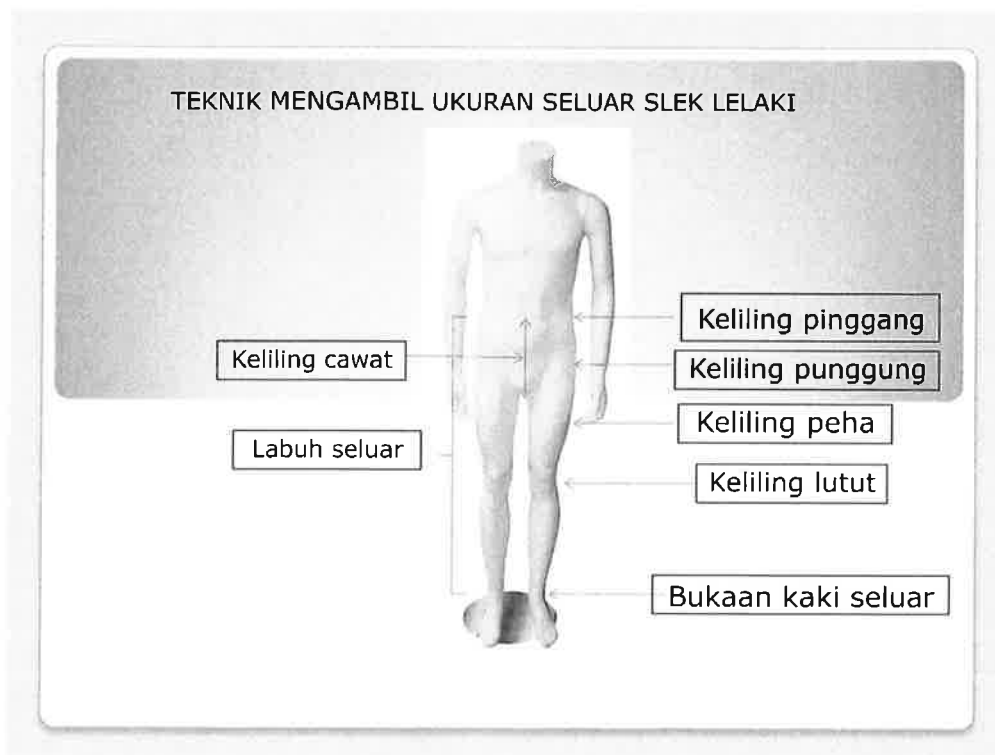 TEKNIK MENGAMBIL UKURAN SELUAR SLEK LELAKI
Keliling pinggang
Keliling cawat
Keliling punggung
Keliling peha
Labuh seluar
Keliling lutut
Bukaan kaki seluar